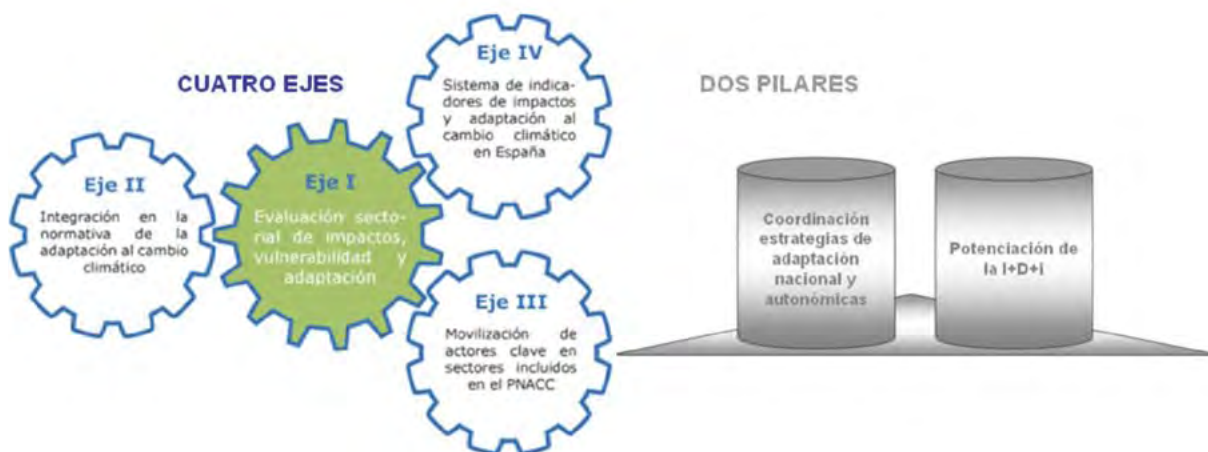 CUATRO EJES
Eje II
Integración en la
normativa de la
adaptación al cambio
climático
Eje I
Evaluación secto-
rial de impactos,
vulnerabilidad y
adaptación
Eje IV
Sistema de indica-
dores de impactos
y adaptación al
cambio climático
en España
Eje III
Movilización de
actores clave en
sectores incluidos
en el PNACC
DOS PILARES
Coordinación
estrategias de
adaptación
nacional y
autonómicas
Potenciación de
la I+D+i